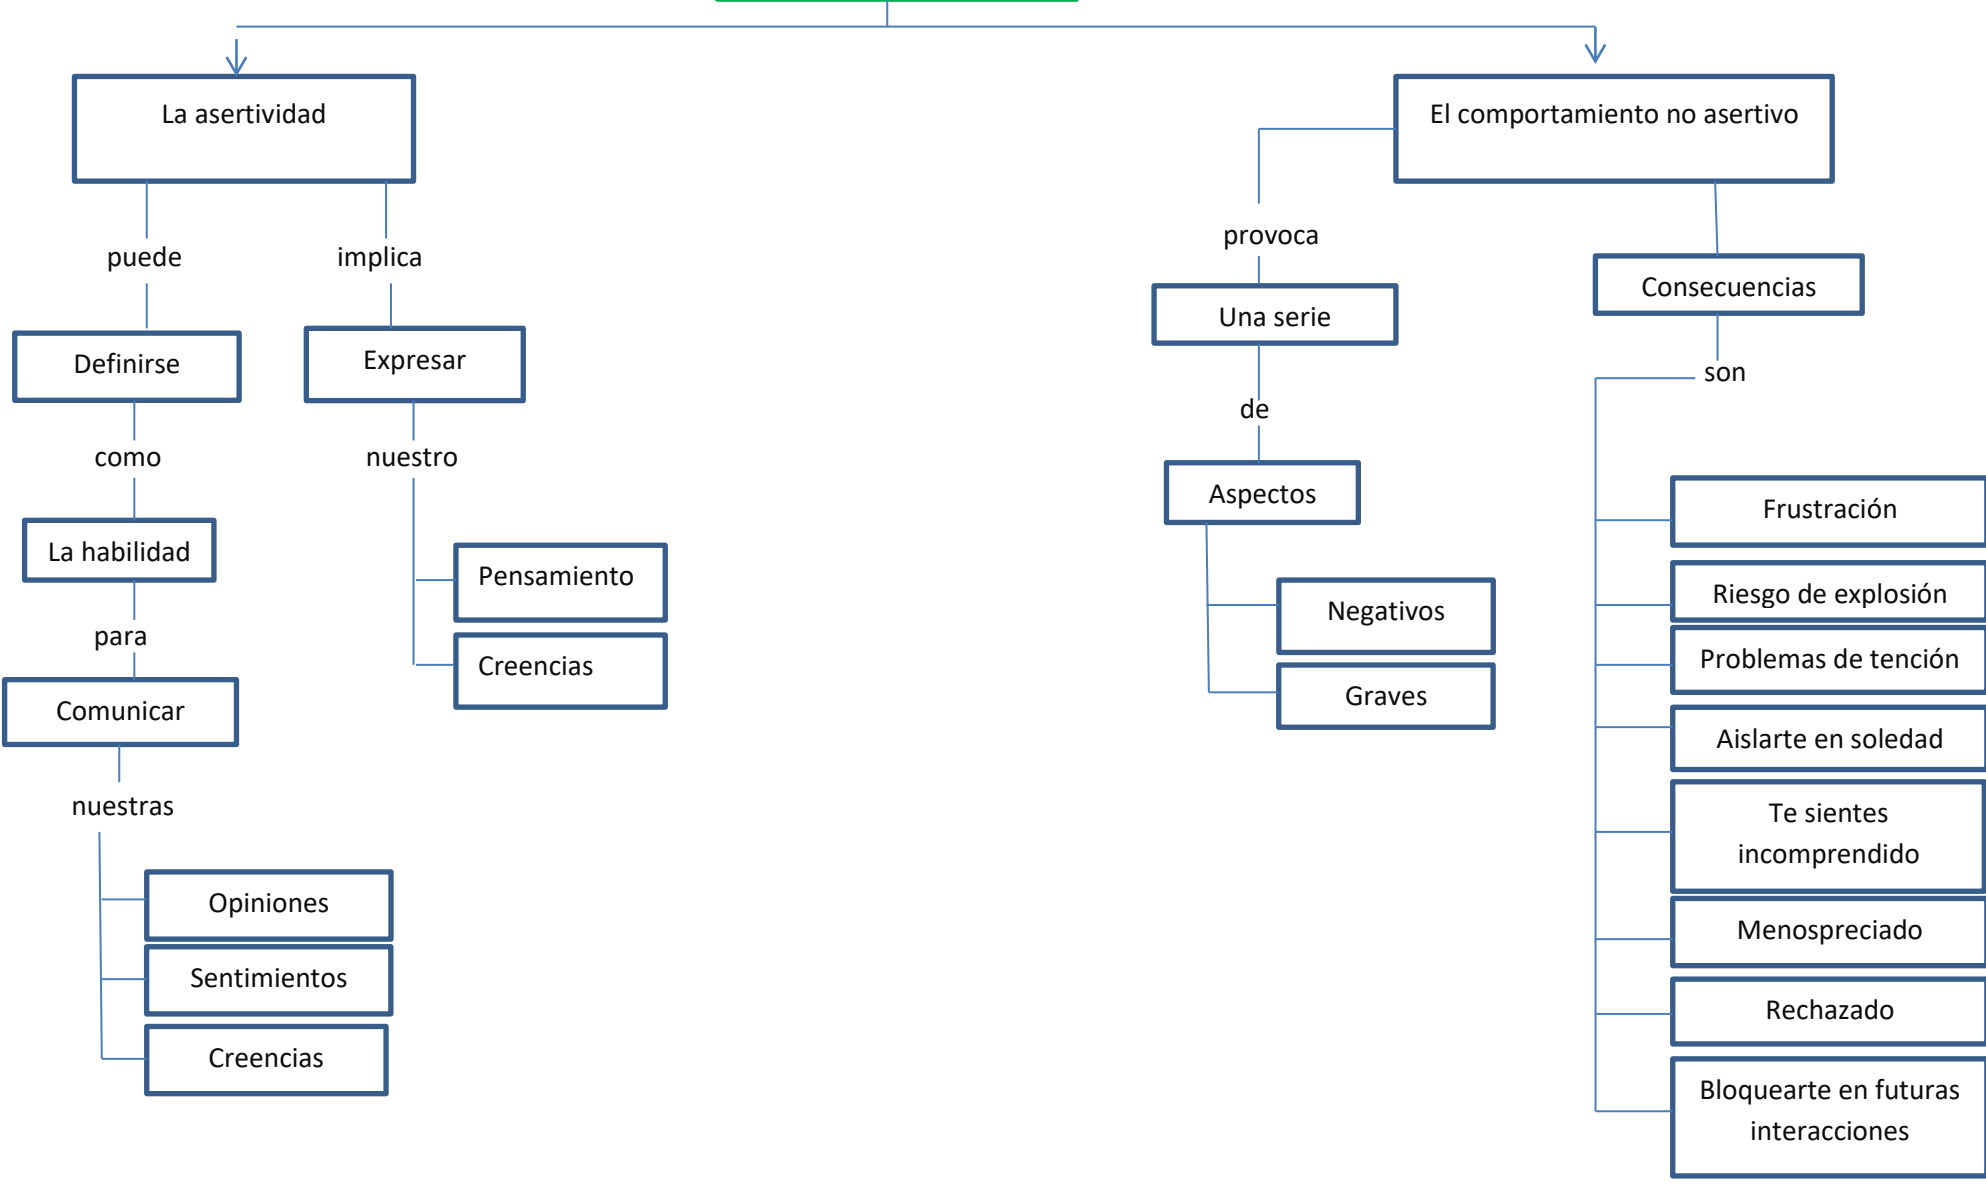 La asertividad
puede
implica
Definirse
Expresar
como
nuestro
La habilidad
Pensamiento
Creencias
para
Comunicar
nuestras
Opiniones
Sentimientos
Creencias
El comportamiento no asertivo
provoca
Una serie
de
Aspectos
Negativos
Graves
Consecuencias
son
Frustración
Riesgo de explosión
Problemas de tención
Aislarte en soledad
Te sientes
incomprendido
Menospreciado
Rechazado
Bloquearte en futuras
interacciones